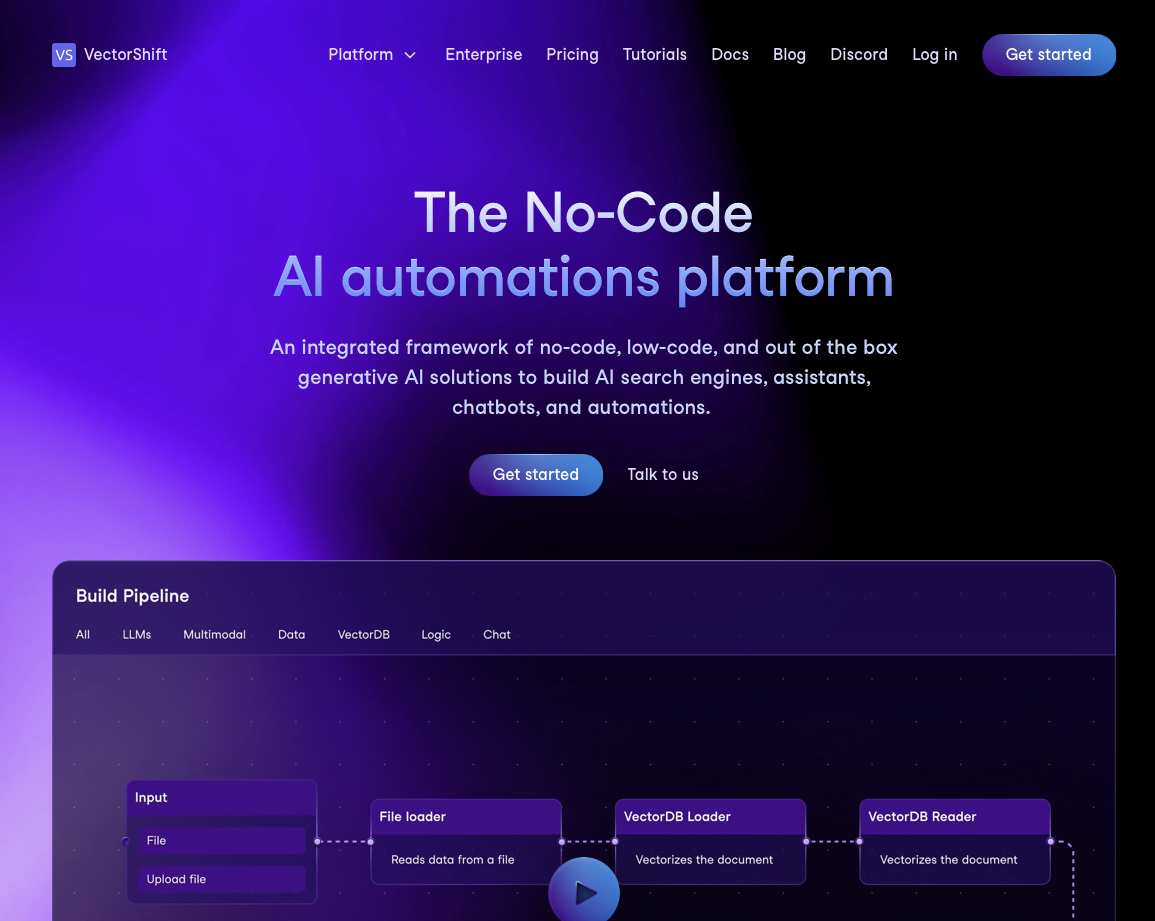 VS VectorShift Platform Enterprise Pricing Tutorials Docs Blog Discord Log in Get started
The No-Code
AI automations platform
An integrated framework of no-code, low-code, and out of the box
generative AI solutions to build AI search engines, assistants,
chatbots, and automations.
Get started Talk to us
Build Pipeline
All LLMs Multimodal Data VectorDB Logic Chat
Input
File
Upload file
File loader
Reads data from a file
VectorDB Loader
Vectorizes the document
VectorDB Reader
Vectorizes the document